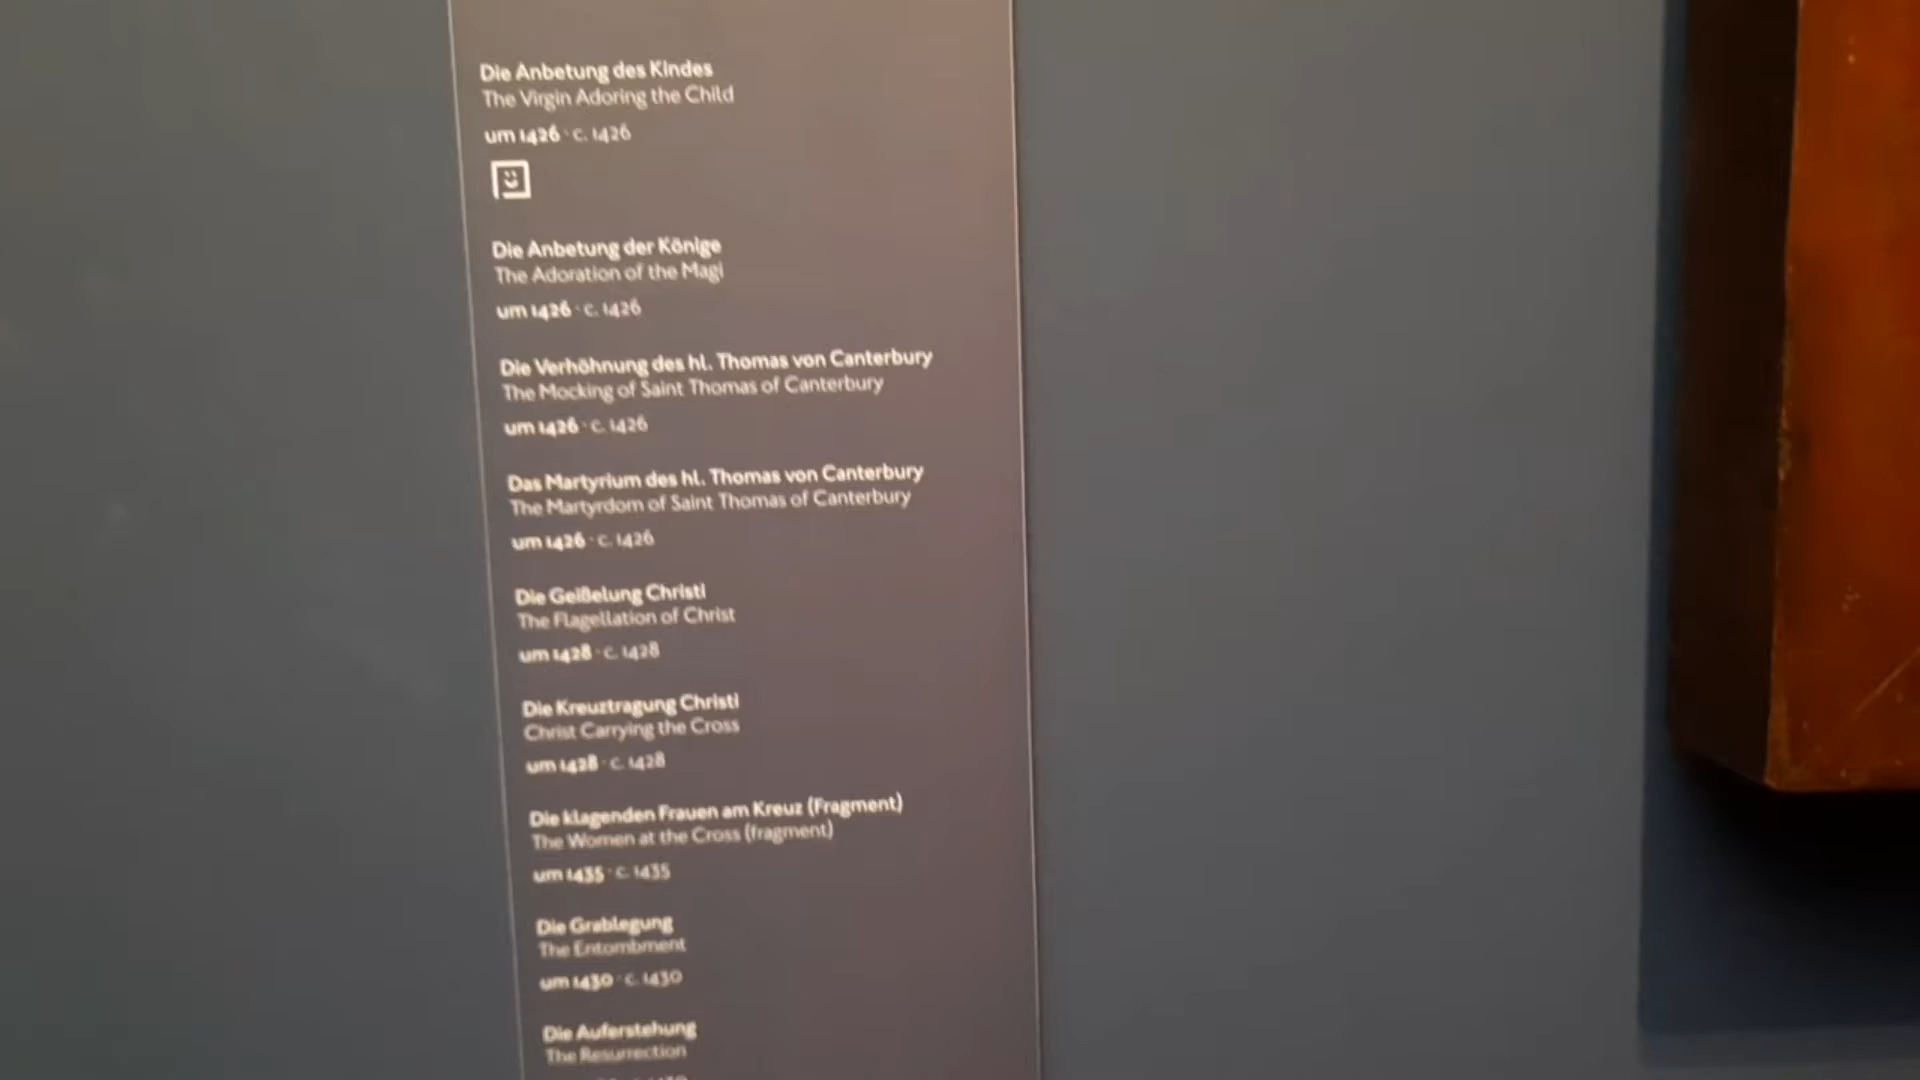 Die Anbetung des Kindes
The Virgin Adoring the Child
um 1426 · c. 1426
Die Anbetung der Könige
The Adoration of the Magi
um 1426 · c. 1426
Die Verhöhnung des hl. Thomas von Canterbury
The Mocking of Saint Thomas of Canterbury
um 1426 · c. 1426
Das Martyrium des hl. Thomas von Canterbury
The Martyrdom of Saint Thomas of Canterbury
um 1426 · c. 1426
Die Geißelung Christi
The Flagellation of Christ
um 1428 · c. 1428
Die Kreuztragung Christi
Christ Carrying the Cross
um 1428 · c. 1428
Die klagenden Frauen am Kreuz (Fragment)
The Women at the Cross (fragment)
um 1435 · c. 1435
Die Grablegung
The Entombment
um 1430 · c. 1430
Die Auferstehung
The Resurrection